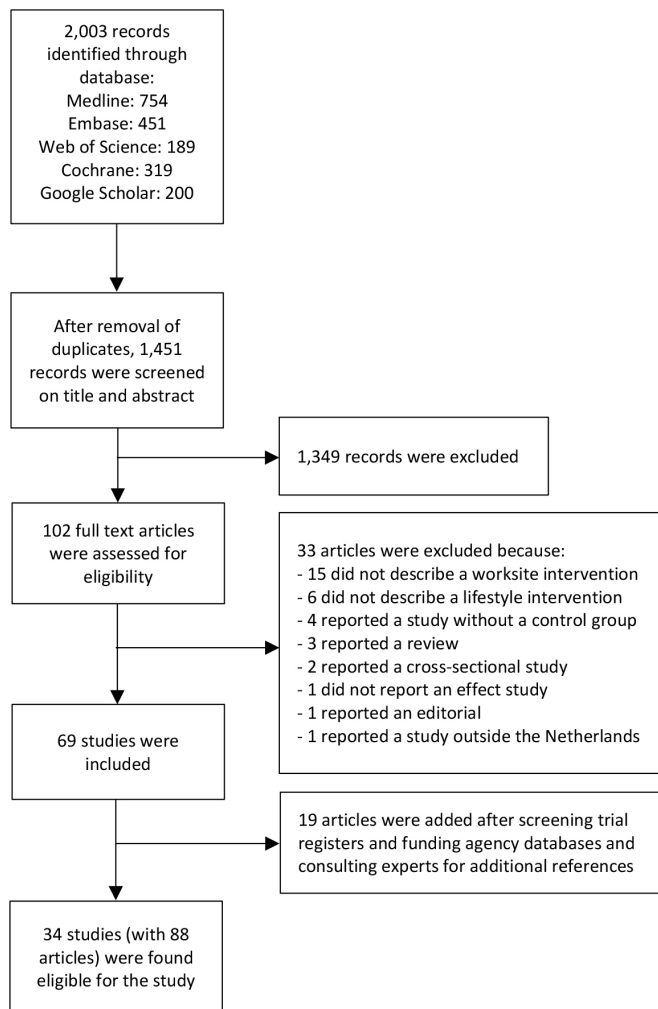 2,003 records
identified through
database:
Medline: 754
Embase: 451
Web of Science: 189
Cochrane: 319
Google Scholar: 200
After removal of
duplicates, 1,451
records were screened
on title and abstract
1,349 records were excluded
102 full text articles
were assessed for
eligibility
33 articles were excluded because:
- 15 did not describe a worksite intervention
- 6 did not describe a lifestyle intervention
- 4 reported a study without a control group
- 3 reported a review
- 2 reported a cross-sectional study
- 1 did not report an effect study
- 1 reported an editorial
- 1 reported a study outside the Netherlands
69 studies were
included
19 articles were added after screening trial
registers and funding agency databases and
consulting experts for additional references
34 studies (with 88
articles) were found
eligible for the study